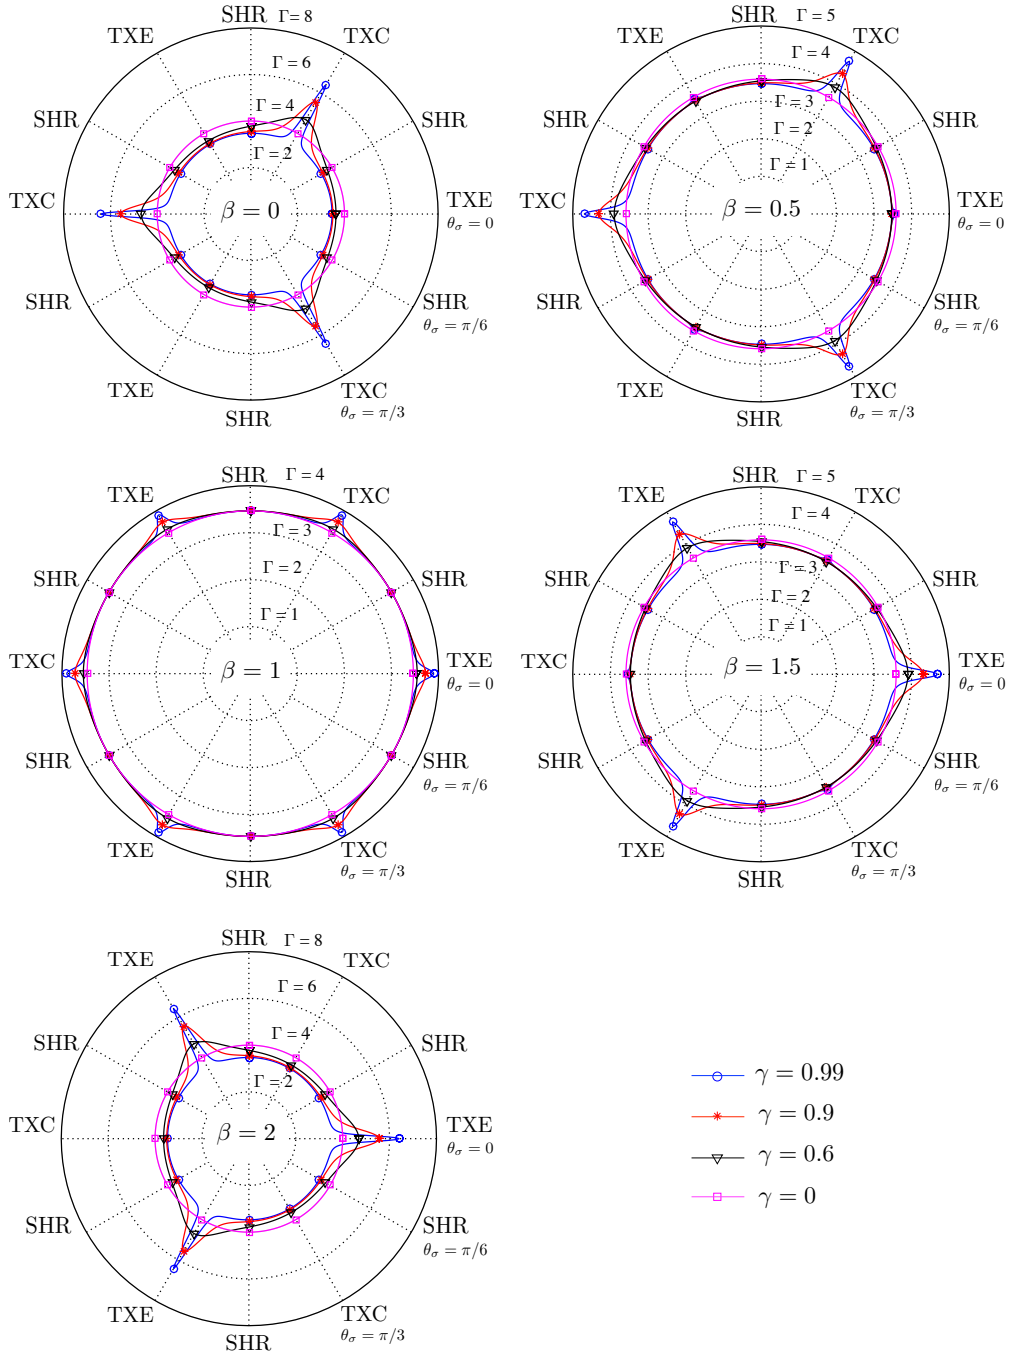 SHR Γ = 8
TXE TXC
Γ = 6
SHR Γ = 4 SHR
Γ = 2
TXC β = 0 TXE
θσ = 0
SHR SHR
θσ = π/6
TXE TXC
θσ = π/3
SHR
SHR Γ = 5
TXE TXC
Γ = 4
SHR Γ = 3 SHR
Γ = 2
Γ = 1
TXC β = 0.5 TXE
θσ = 0
SHR SHR
θσ = π/6
TXE TXC
θσ = π/3
SHR
SHR Γ = 4
TXE TXC
Γ = 3
SHR Γ = 2 SHR
Γ = 1
TXC β = 1 TXE
θσ = 0
SHR SHR
θσ = π/6
TXE TXC
θσ = π/3
SHR
SHR Γ = 5
TXE TXC
Γ = 4
SHR Γ = 3 SHR
Γ = 2
Γ = 1
TXC β = 1.5 TXE
θσ = 0
SHR SHR
θσ = π/6
TXE TXC
θσ = π/3
SHR
SHR Γ = 8
TXE TXC
Γ = 6
SHR Γ = 4 SHR
Γ = 2
TXC β = 2 TXE
θσ = 0
SHR SHR
θσ = π/6
TXE TXC
θσ = π/3
SHR
γ = 0.99
γ = 0.9
γ = 0.6
γ = 0